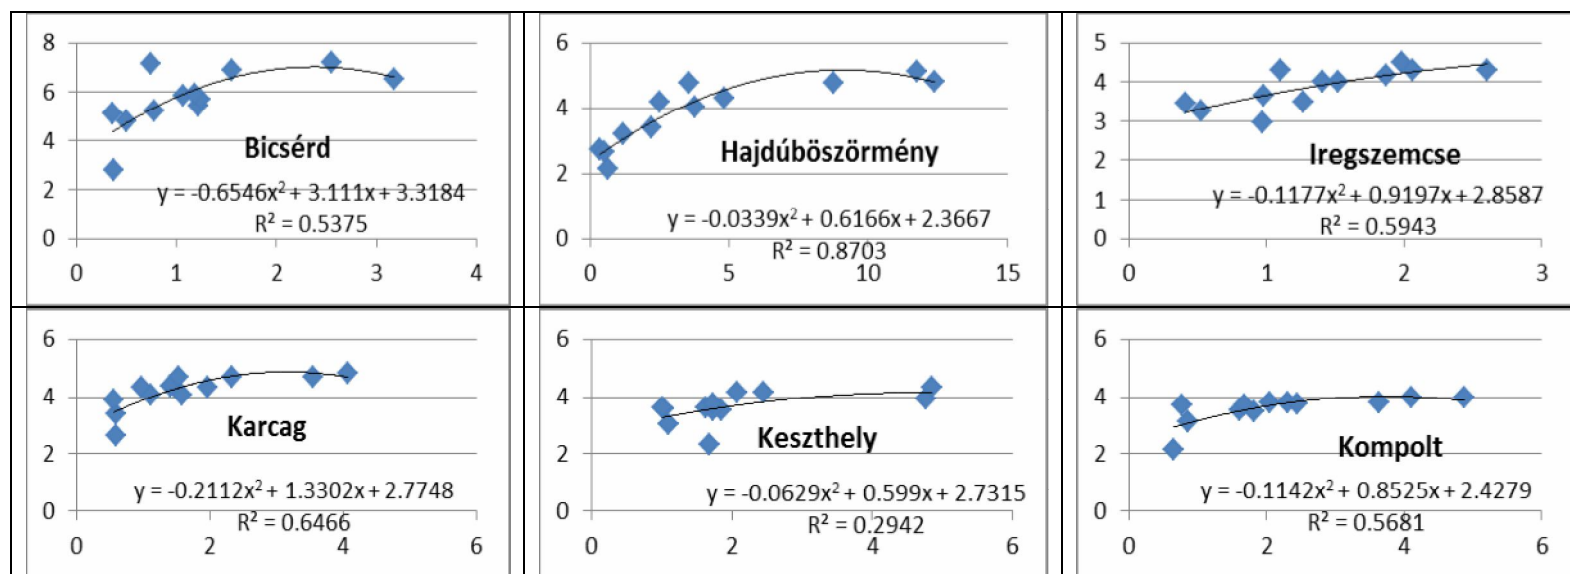 8
6
4
2
0
0 1 2 3 4
Bicsérd
y = -0.6546x² + 3.111x + 3.3184
R² = 0.5375
6
4
2
0
0 5 10 15
Hajdúböszörmény
y = -0.0339x² + 0.6166x + 2.3667
R² = 0.8703
5
4
3
2
1
0
0 1 2 3
Iregszemcse
y = -0.1177x² + 0.9197x + 2.8587
R² = 0.5943
6
4
2
0
0 2 4 6
Karcag
y = -0.2112x² + 1.3302x + 2.7748
R² = 0.6466
6
4
2
0
0 2 4 6
Keszthely
y = -0.0629x² + 0.599x + 2.7315
R² = 0.2942
6
4
2
0
0 2 4 6
Kompolt
y = -0.1142x² + 0.8525x + 2.4279
R² = 0.5681